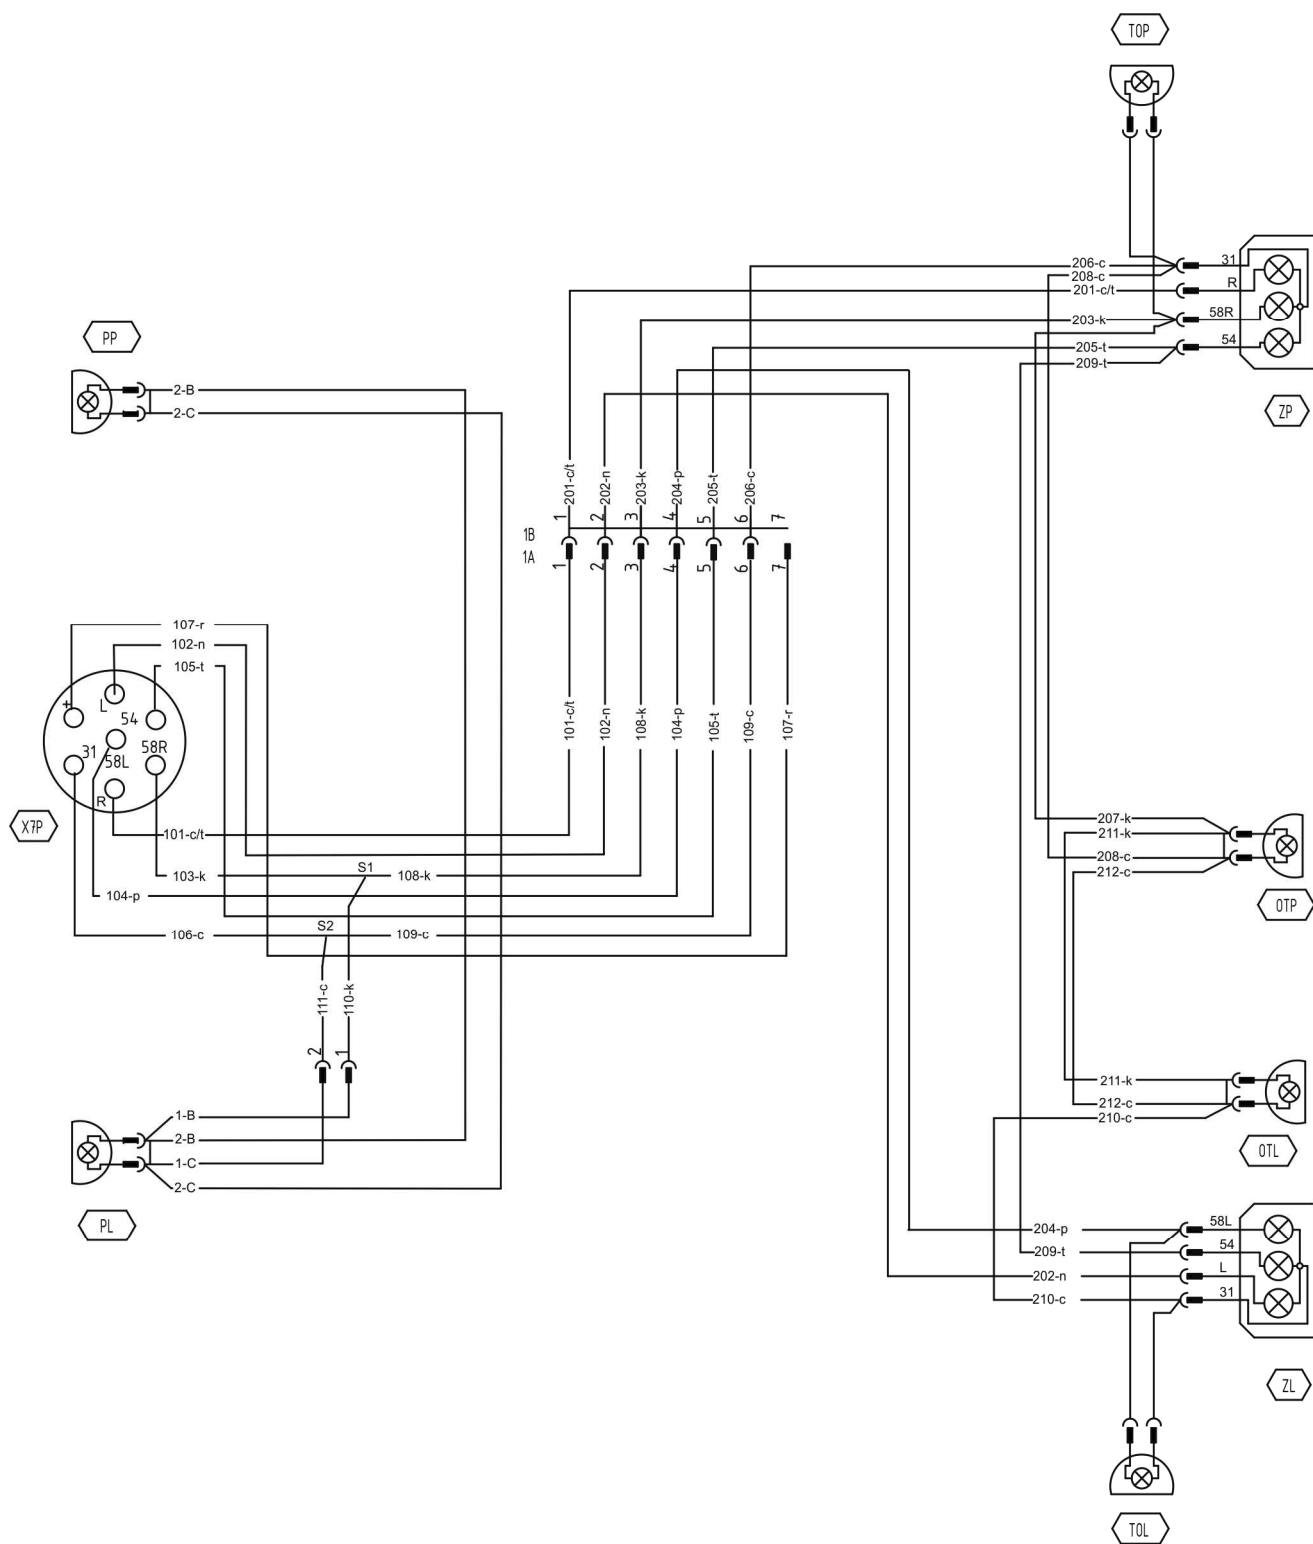 TOP
206-c
31
208-c
201-c/t
R
203-k
58R
205-t
54
209-t
ZP
PP
2-B
2-C
201-c/t
202-n
203-k
204-p
205-t
206-c
1 2 3 4 5 6 7
1B
1A
1 2 3 4 5 6 7
107-r
102-n
105-t
+
L
54
31
58L
58R
R
X7P
101-c/t
102-n
108-k
104-p
105-t
109-c
107-r
101-c/t
S1
103-k
108-k
104-p
S2
106-c
109-c
111-c
110-k
2 1
1-B
2-B
1-C
2-C
PL
207-k
211-k
208-c
212-c
OTP
211-k
212-c
210-c
OTL
204-p
58L
209-t
54
202-n
L
210-c
31
ZL
TOL